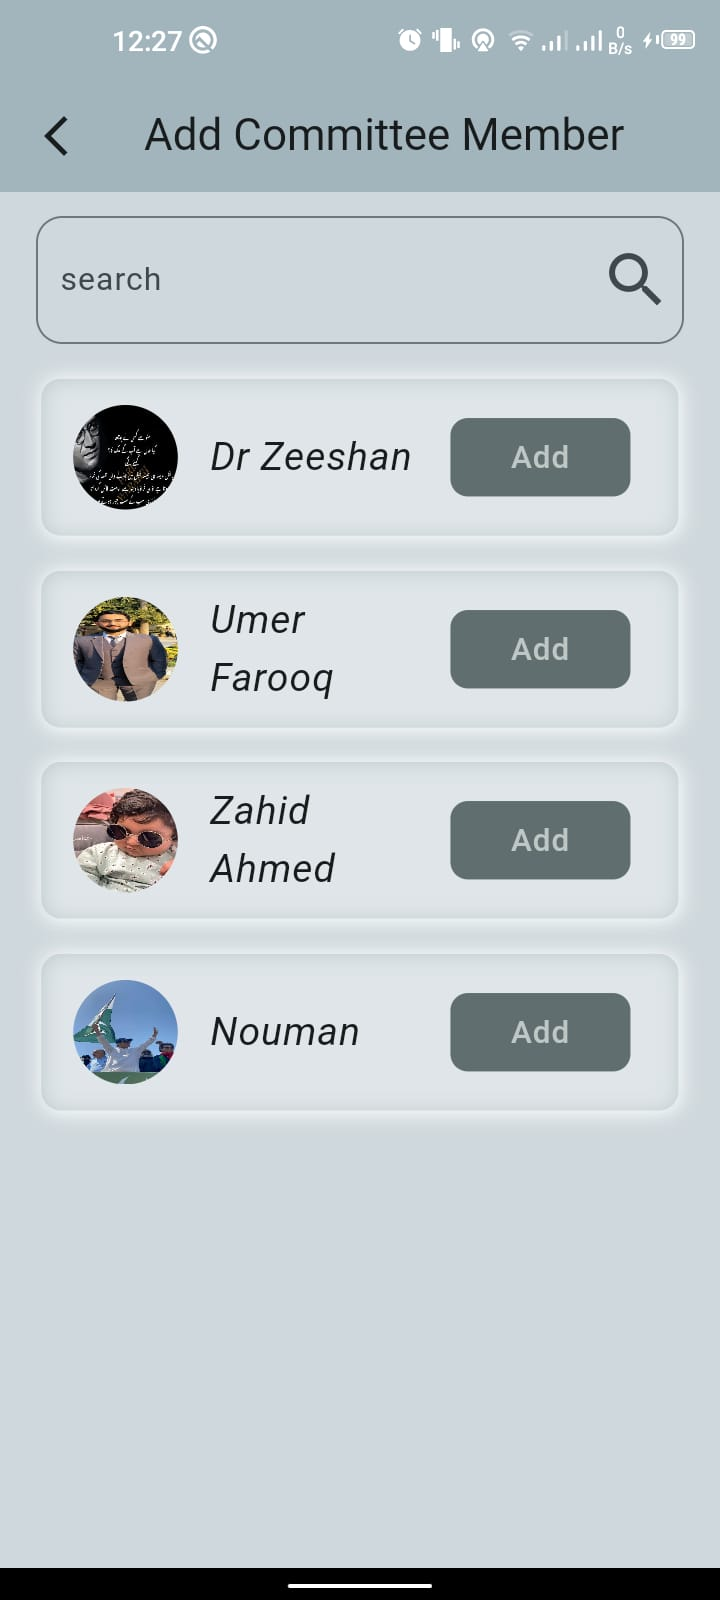 12:27
0
B/s
99
Add Committee Member
search
Dr Zeeshan
Add
Umer
Farooq
Add
Zahid
Ahmed
Add
Nouman
Add